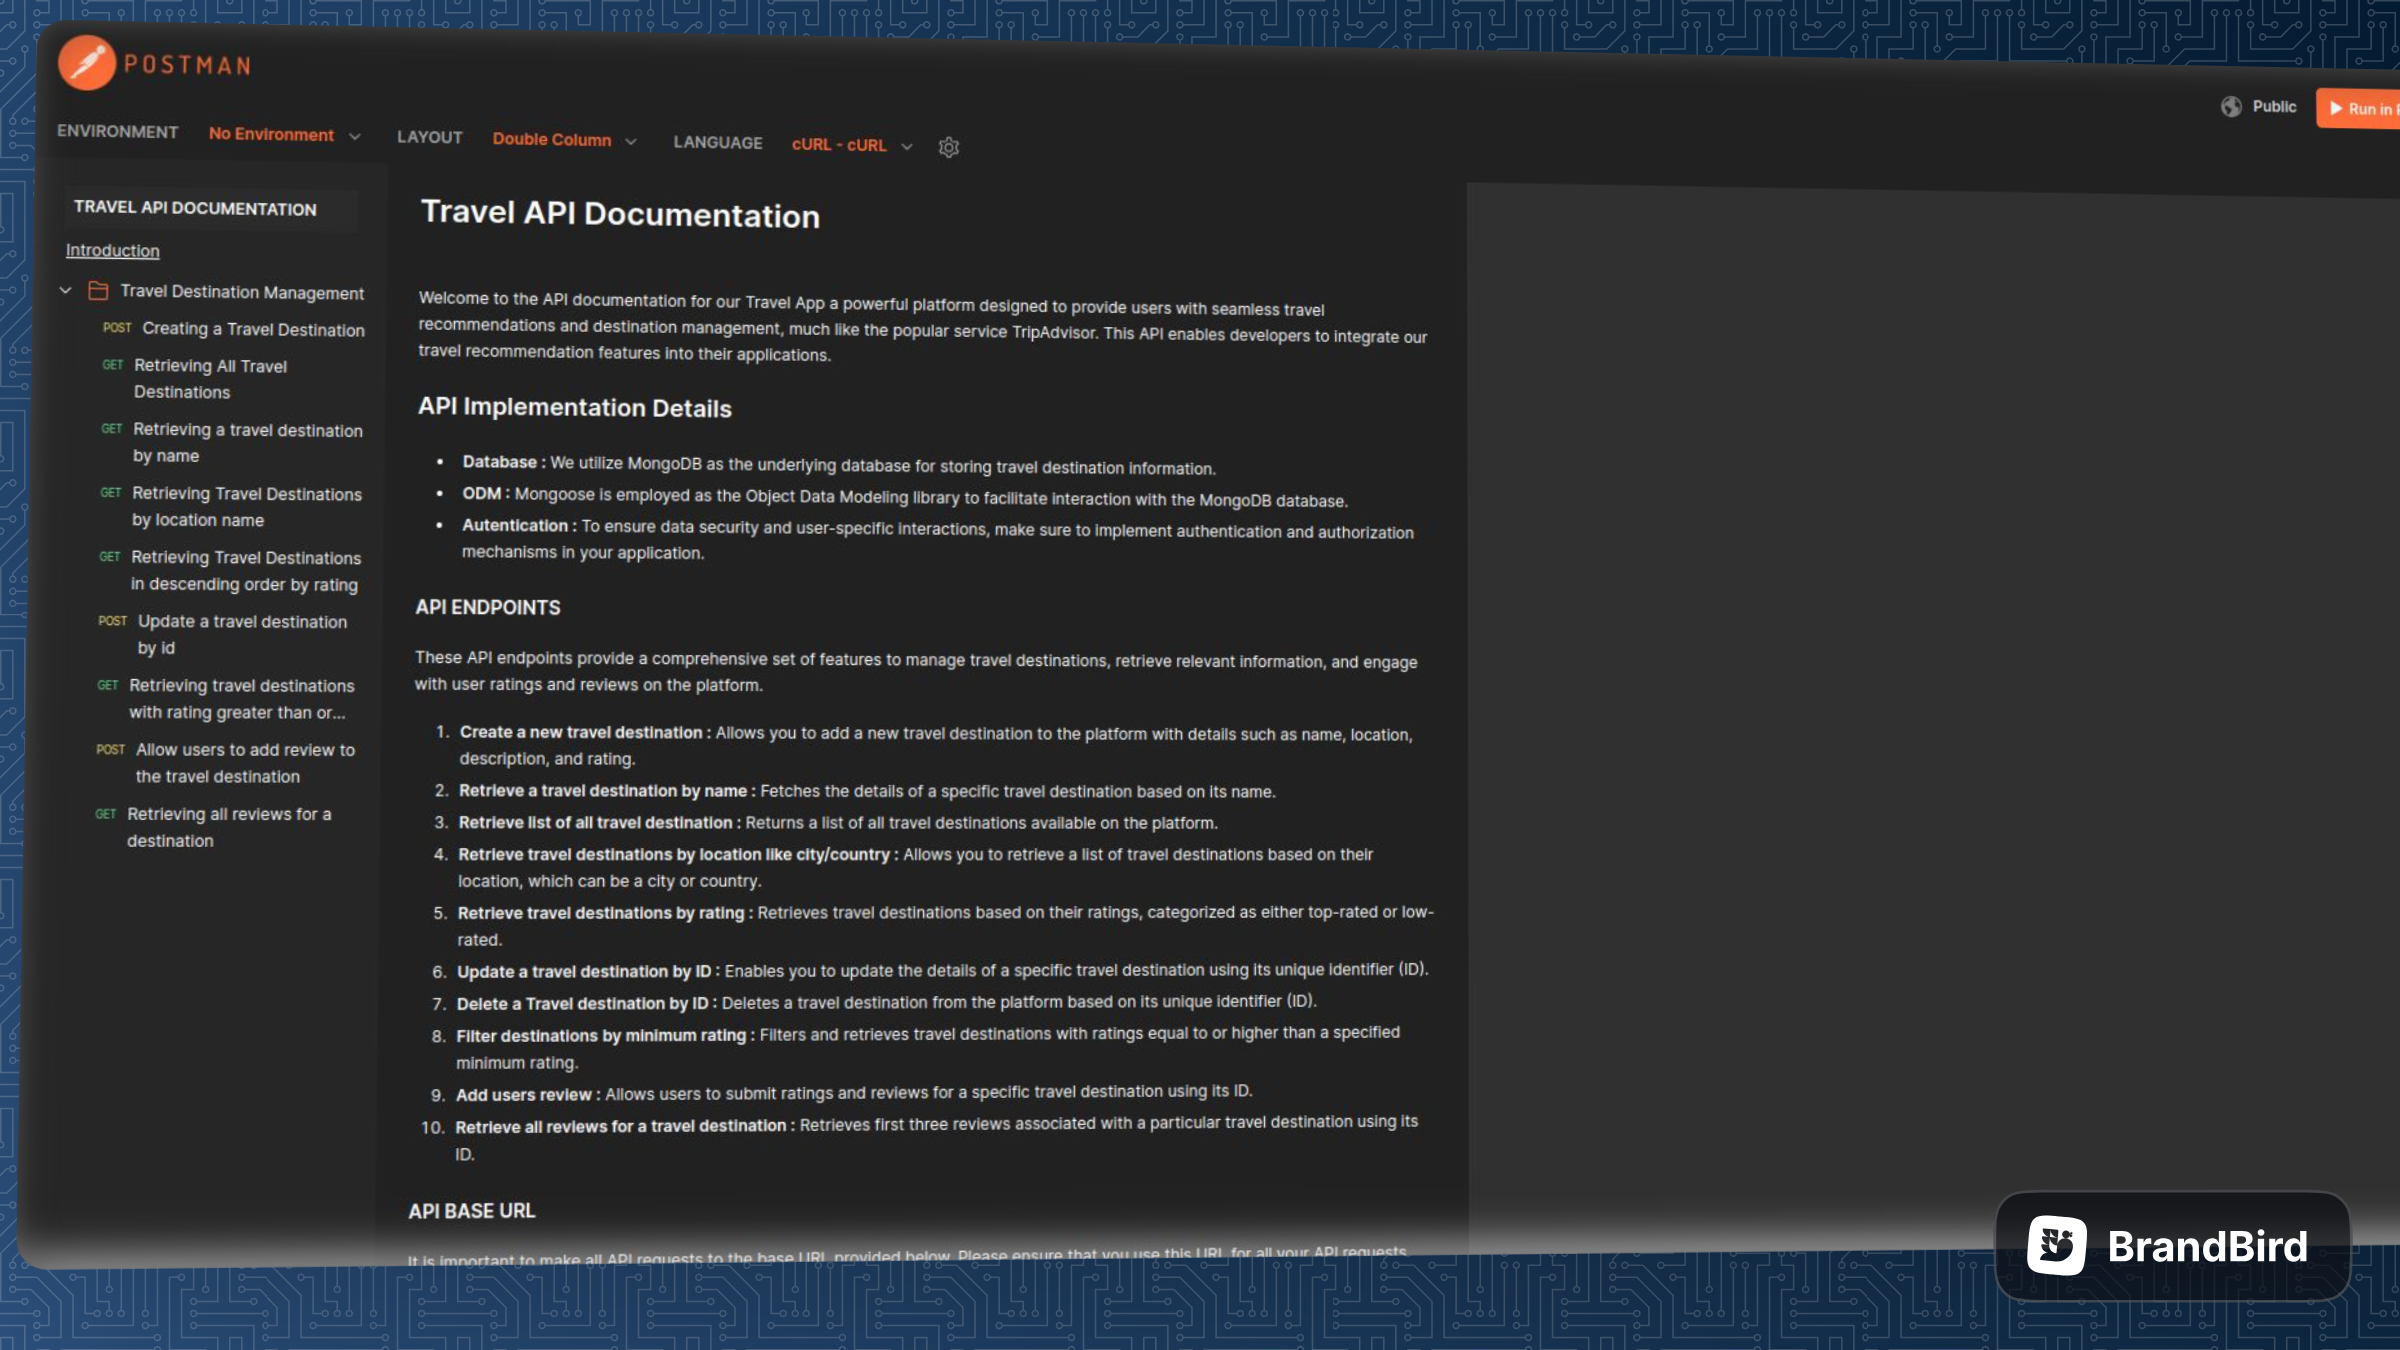 POSTMAN
Public
Run in
ENVIRONMENT No Environment LAYOUT Double Column LANGUAGE cURL - cURL
TRAVEL API DOCUMENTATION
Introduction
Travel Destination Management
POST Creating a Travel Destination
GET Retrieving All Travel
Destinations
GET Retrieving a travel destination
by name
GET Retrieving Travel Destinations
by location name
GET Retrieving Travel Destinations
in descending order by rating
POST Update a travel destination
by id
GET Retrieving travel destinations
with rating greater than or...
POST Allow users to add review to
the travel destination
GET Retrieving all reviews for a
destination
Travel API Documentation
Welcome to the API documentation for our Travel App a powerful platform designed to provide users with seamless travel
recommendations and destination management, much like the popular service TripAdvisor. This API enables developers to integrate our
travel recommendation features into their applications.
API Implementation Details
• Database : We utilize MongoDB as the underlying database for storing travel destination information.
• ODM : Mongoose is employed as the Object Data Modeling library to facilitate interaction with the MongoDB database.
• Autentication : To ensure data security and user-specific interactions, make sure to implement authentication and authorization
mechanisms in your application.
API ENDPOINTS
These API endpoints provide a comprehensive set of features to manage travel destinations, retrieve relevant information, and engage
with user ratings and reviews on the platform.
1. Create a new travel destination : Allows you to add a new travel destination to the platform with details such as name, location,
description, and rating.
2. Retrieve a travel destination by name : Fetches the details of a specific travel destination based on its name.
3. Retrieve list of all travel destination : Returns a list of all travel destinations available on the platform.
4. Retrieve travel destinations by location like city/country : Allows you to retrieve a list of travel destinations based on their
location, which can be a city or country.
5. Retrieve travel destinations by rating : Retrieves travel destinations based on their ratings, categorized as either top-rated or low-
rated.
6. Update a travel destination by ID : Enables you to update the details of a specific travel destination using its unique identifier (ID).
7. Delete a Travel destination by ID : Deletes a travel destination from the platform based on its unique identifier (ID).
8. Filter destinations by minimum rating : Filters and retrieves travel destinations with ratings equal to or higher than a specified
minimum rating.
9. Add users review : Allows users to submit ratings and reviews for a specific travel destination using its ID.
10. Retrieve all reviews for a travel destination : Retrieves first three reviews associated with a particular travel destination using its
ID.
API BASE URL
It is important to make all API requests to the base URL provided below. Please ensure that you use this URL for all your API requests.
BrandBird